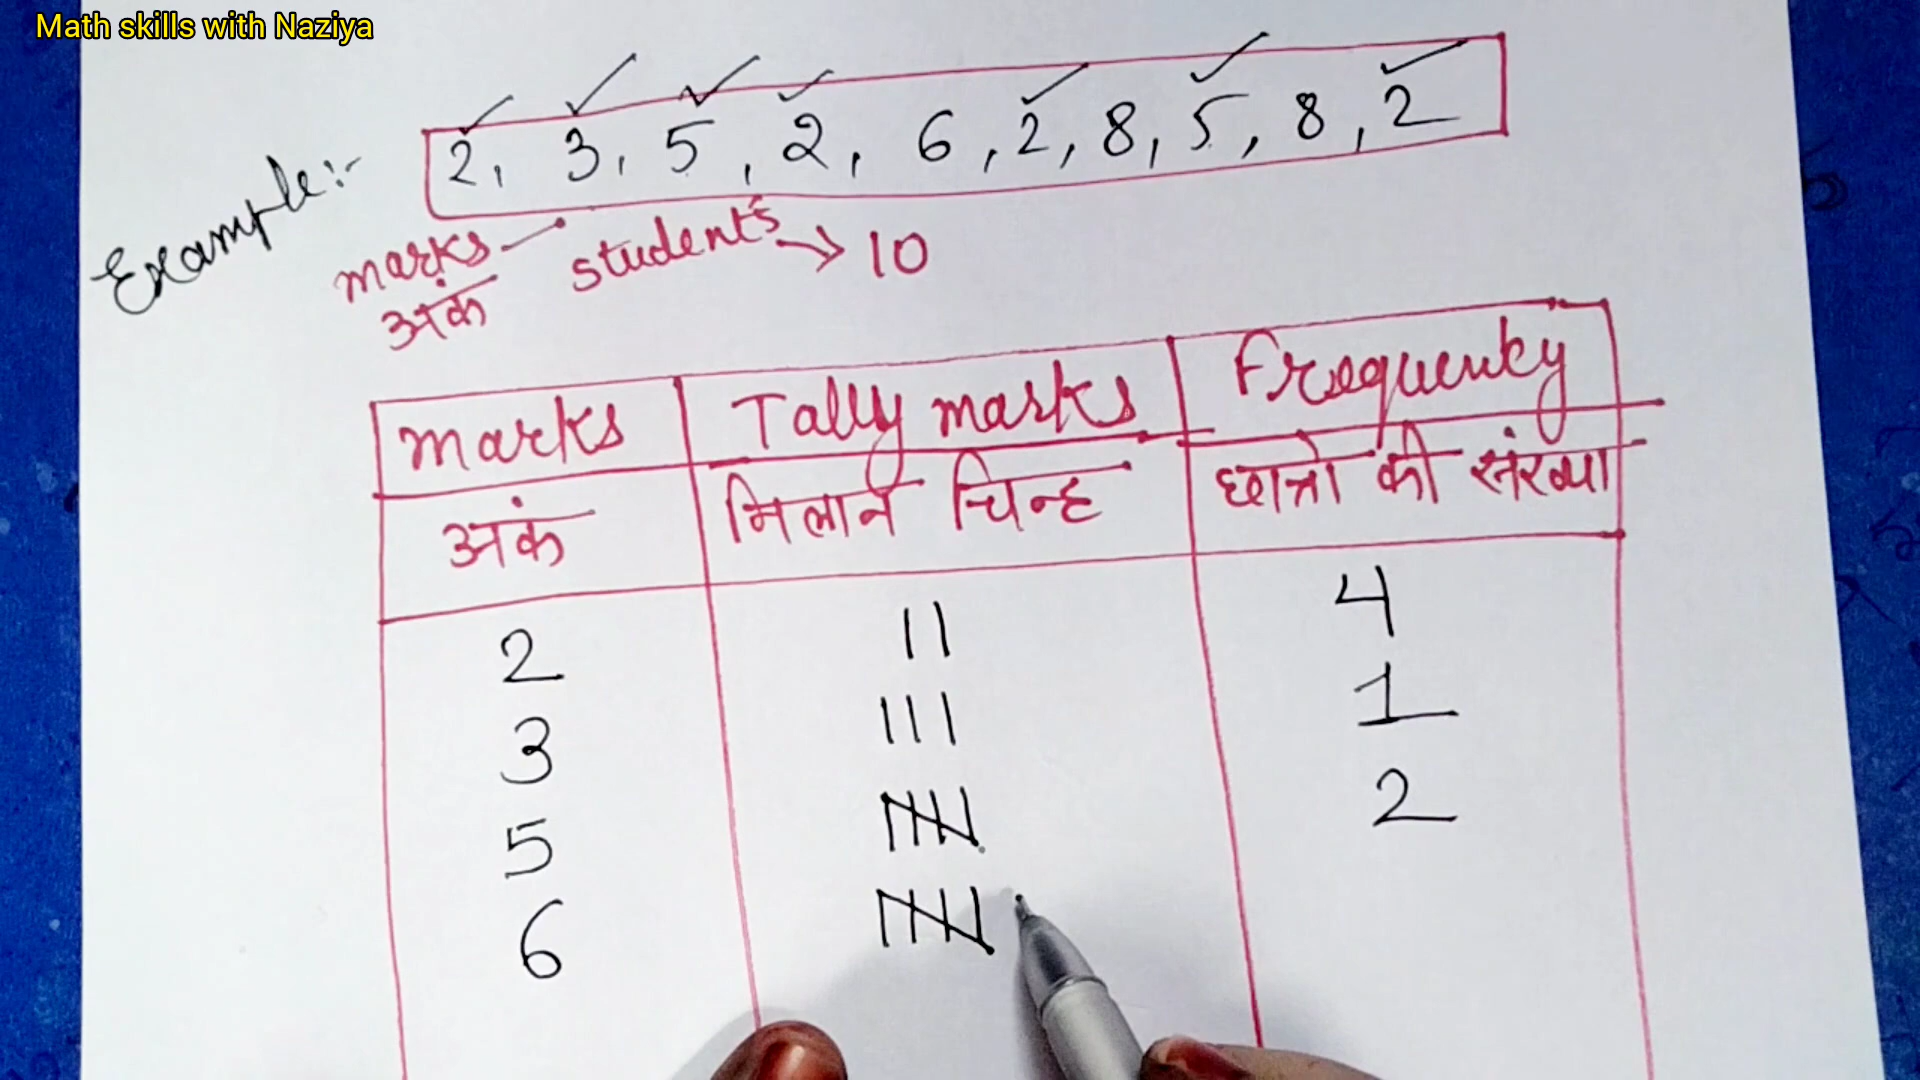 Math skills with Naziya
Example:-
2, 3, 5, 2, 6, 2, 8, 5, 8, 2
marks — student's → 10
अंक
marks Tally marks Frequency
अंक मिलान चिन्ह छात्रो की संख्या
2 || 4
3 ||| 1
5 𝍸 2
6 𝍸